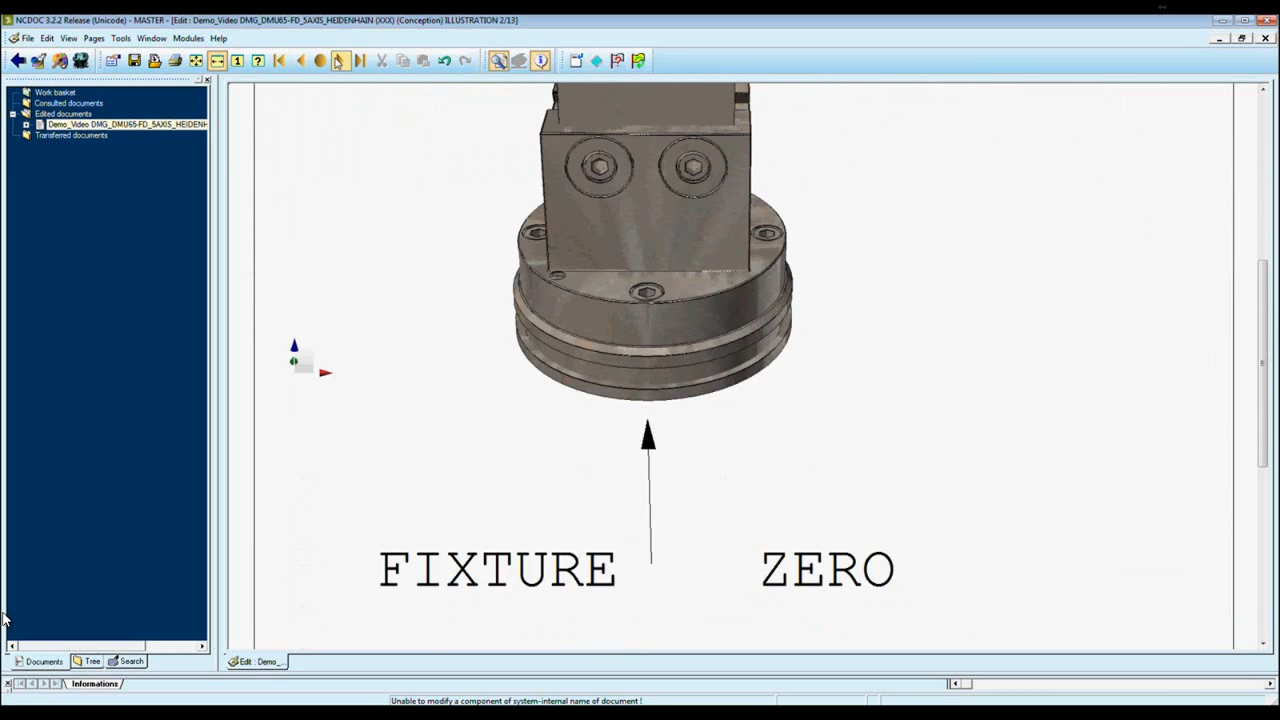 NCDOC 3.2.2 Release (Unicode) - MASTER - [Edit : Demo_Video DMG_DMU65-FD_5AXIS_HEIDENHAIN (XXX) (Conception) ILLUSTRATION 2/13]
File Edit View Pages Tools Window Modules Help
Work basket
Consulted documents
Edited documents
Demo_Video DMG_DMU65-FD_5AXIS_HEIDENH
Transferred documents
FIXTURE ZERO
Documents Tree Search
Edit : Demo_...
Informations
Unable to modify a component of system-internal name of document !